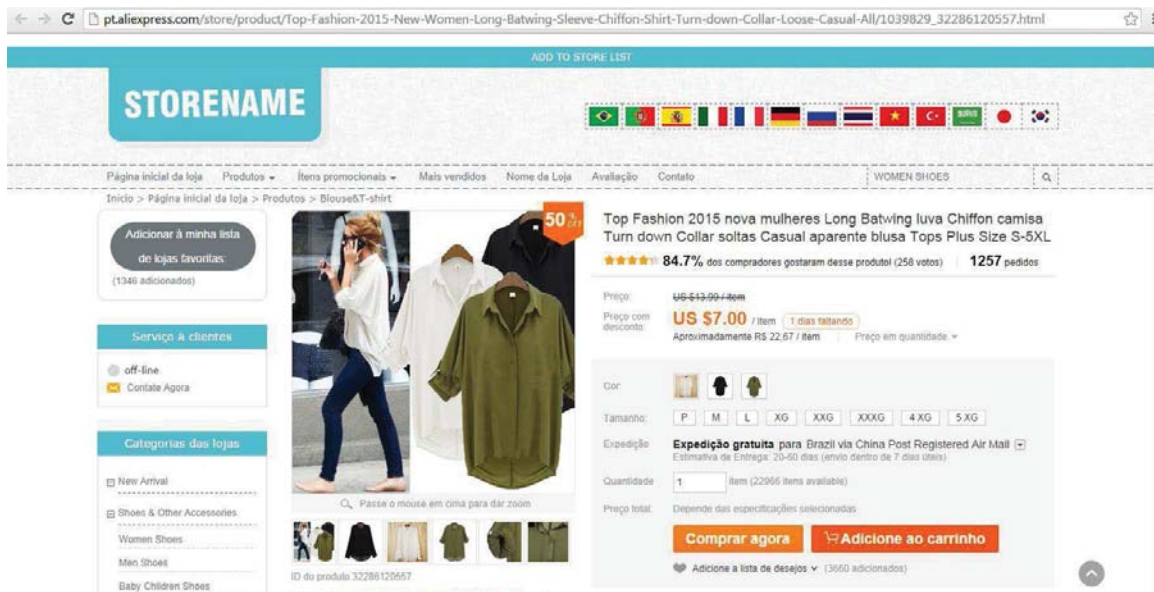 pt.aliexpress.com/store/product/Top-Fashion-2015-New-Women-Long-Batwing-Sleeve-Chiffon-Shirt-Turn-down-Collar-Loose-Casual-All/1039829_32286120557.html
ADD TO STORE LIST
STORENAME
Página inicial da loja Produtos Itens promocionais Mais vendidos Nome da Loja Avaliação Contato WOMEN SHOES
Início > Página inicial da loja > Produtos > Blouse&T-shirt
Adicionar à minha lista
de lojas favoritas:
(1346 adicionados)
Serviço a clientes
off-line
Contate Agora
Categorias das lojas
New Arrival
Shoes & Other Accessories
Women Shoes
Men Shoes
Baby Children Shoes
50%
Passe o mouse em cima para dar zoom
ID do produto 32286120557
Top Fashion 2015 nova mulheres Long Batwing luva Chiffon camisa
Turn down Collar soltas Casual aparente blusa Tops Plus Size S-5XL
84.7% dos compradores gostaram desse produto! (258 votos) 1257 pedidos
Preço: US $13.99 / item
Preço com
desconto: US $7.00 / item 1 dias faltando
Aproximadamente R$ 22,67 / item Preço em quantidade
Cor:
Tamanho: P M L XG XXG XXXG 4 XG 5 XG
Expedição Expedição gratuita para Brazil via China Post Registered Air Mail
Estimativa de Entrega: 20-60 dias (envio dentro de 7 dias úteis)
Quantidade 1 item (22966 itens available)
Preço total: Depende das especificações selecionadas
Comprar agora Adicione ao carrinho
Adicione a lista de desejos (3660 adicionados)